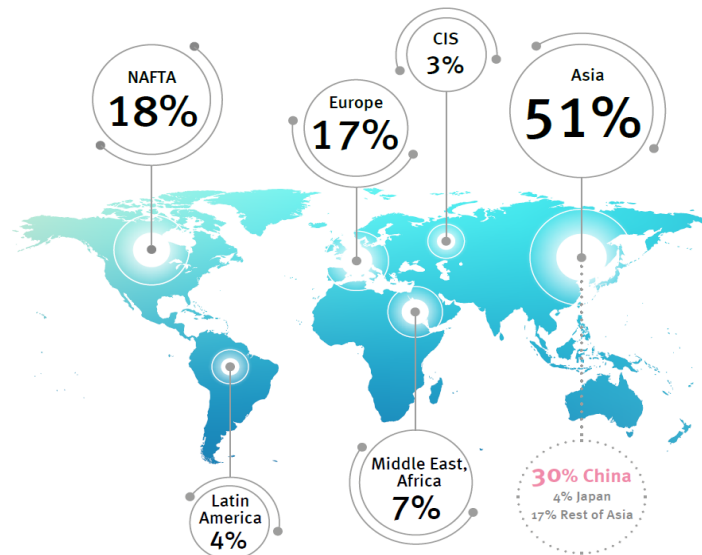 NAFTA
18%
Europe
17%
CIS
3%
Asia
51%
Latin
America
4%
Middle East,
Africa
7%
30% China
4% Japan
17% Rest of Asia